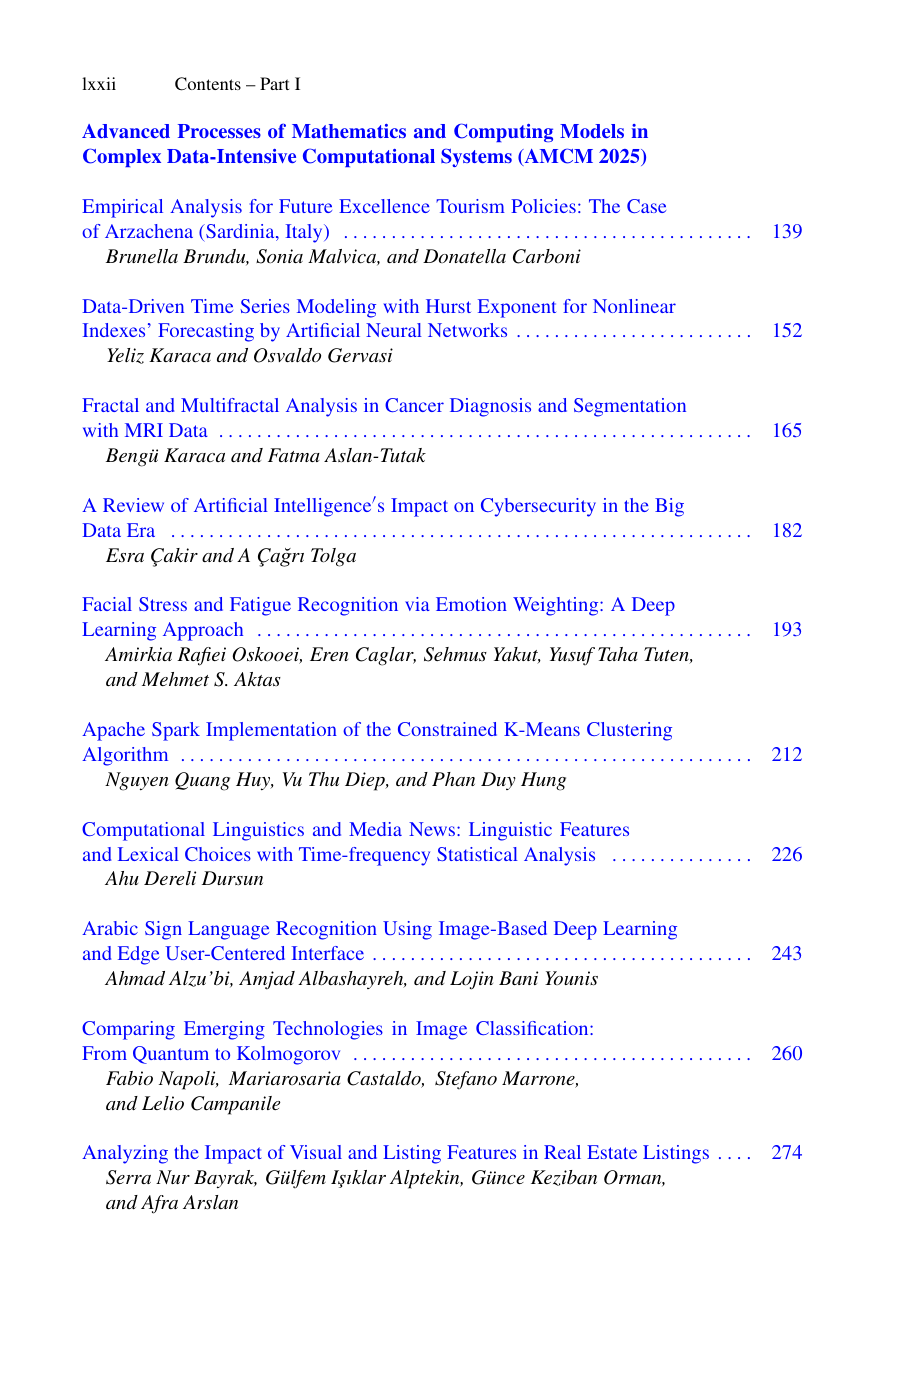 lxxii Contents – Part I
Advanced Processes of Mathematics and Computing Models in
Complex Data-Intensive Computational Systems (AMCM 2025)
Empirical Analysis for Future Excellence Tourism Policies: The Case
of Arzachena (Sardinia, Italy) . . . . . . . . . . . . . . . . . . . . . . . . . . . . . . . . . . . . . . . . . . . 139
Brunella Brundu, Sonia Malvica, and Donatella Carboni
Data-Driven Time Series Modeling with Hurst Exponent for Nonlinear
Indexes’ Forecasting by Artificial Neural Networks . . . . . . . . . . . . . . . . . . . . . . . . . 152
Yeliz Karaca and Osvaldo Gervasi
Fractal and Multifractal Analysis in Cancer Diagnosis and Segmentation
with MRI Data . . . . . . . . . . . . . . . . . . . . . . . . . . . . . . . . . . . . . . . . . . . . . . . . . . . . . . . . 165
Bengü Karaca and Fatma Aslan-Tutak
A Review of Artificial Intelligence′s Impact on Cybersecurity in the Big
Data Era . . . . . . . . . . . . . . . . . . . . . . . . . . . . . . . . . . . . . . . . . . . . . . . . . . . . . . . . . . . . . 182
Esra Çakir and A Çağrı Tolga
Facial Stress and Fatigue Recognition via Emotion Weighting: A Deep
Learning Approach . . . . . . . . . . . . . . . . . . . . . . . . . . . . . . . . . . . . . . . . . . . . . . . . . . . . 193
Amirkia Rafiei Oskooei, Eren Caglar, Sehmus Yakut, Yusuf Taha Tuten,
and Mehmet S. Aktas
Apache Spark Implementation of the Constrained K-Means Clustering
Algorithm . . . . . . . . . . . . . . . . . . . . . . . . . . . . . . . . . . . . . . . . . . . . . . . . . . . . . . . . . . . . 212
Nguyen Quang Huy, Vu Thu Diep, and Phan Duy Hung
Computational Linguistics and Media News: Linguistic Features
and Lexical Choices with Time-frequency Statistical Analysis . . . . . . . . . . . . . . . 226
Ahu Dereli Dursun
Arabic Sign Language Recognition Using Image-Based Deep Learning
and Edge User-Centered Interface . . . . . . . . . . . . . . . . . . . . . . . . . . . . . . . . . . . . . . . . 243
Ahmad Alzu’bi, Amjad Albashayreh, and Lojin Bani Younis
Comparing Emerging Technologies in Image Classification:
From Quantum to Kolmogorov . . . . . . . . . . . . . . . . . . . . . . . . . . . . . . . . . . . . . . . . . . 260
Fabio Napoli, Mariarosaria Castaldo, Stefano Marrone,
and Lelio Campanile
Analyzing the Impact of Visual and Listing Features in Real Estate Listings . . . . 274
Serra Nur Bayrak, Gülfem Işıklar Alptekin, Günce Keziban Orman,
and Afra Arslan